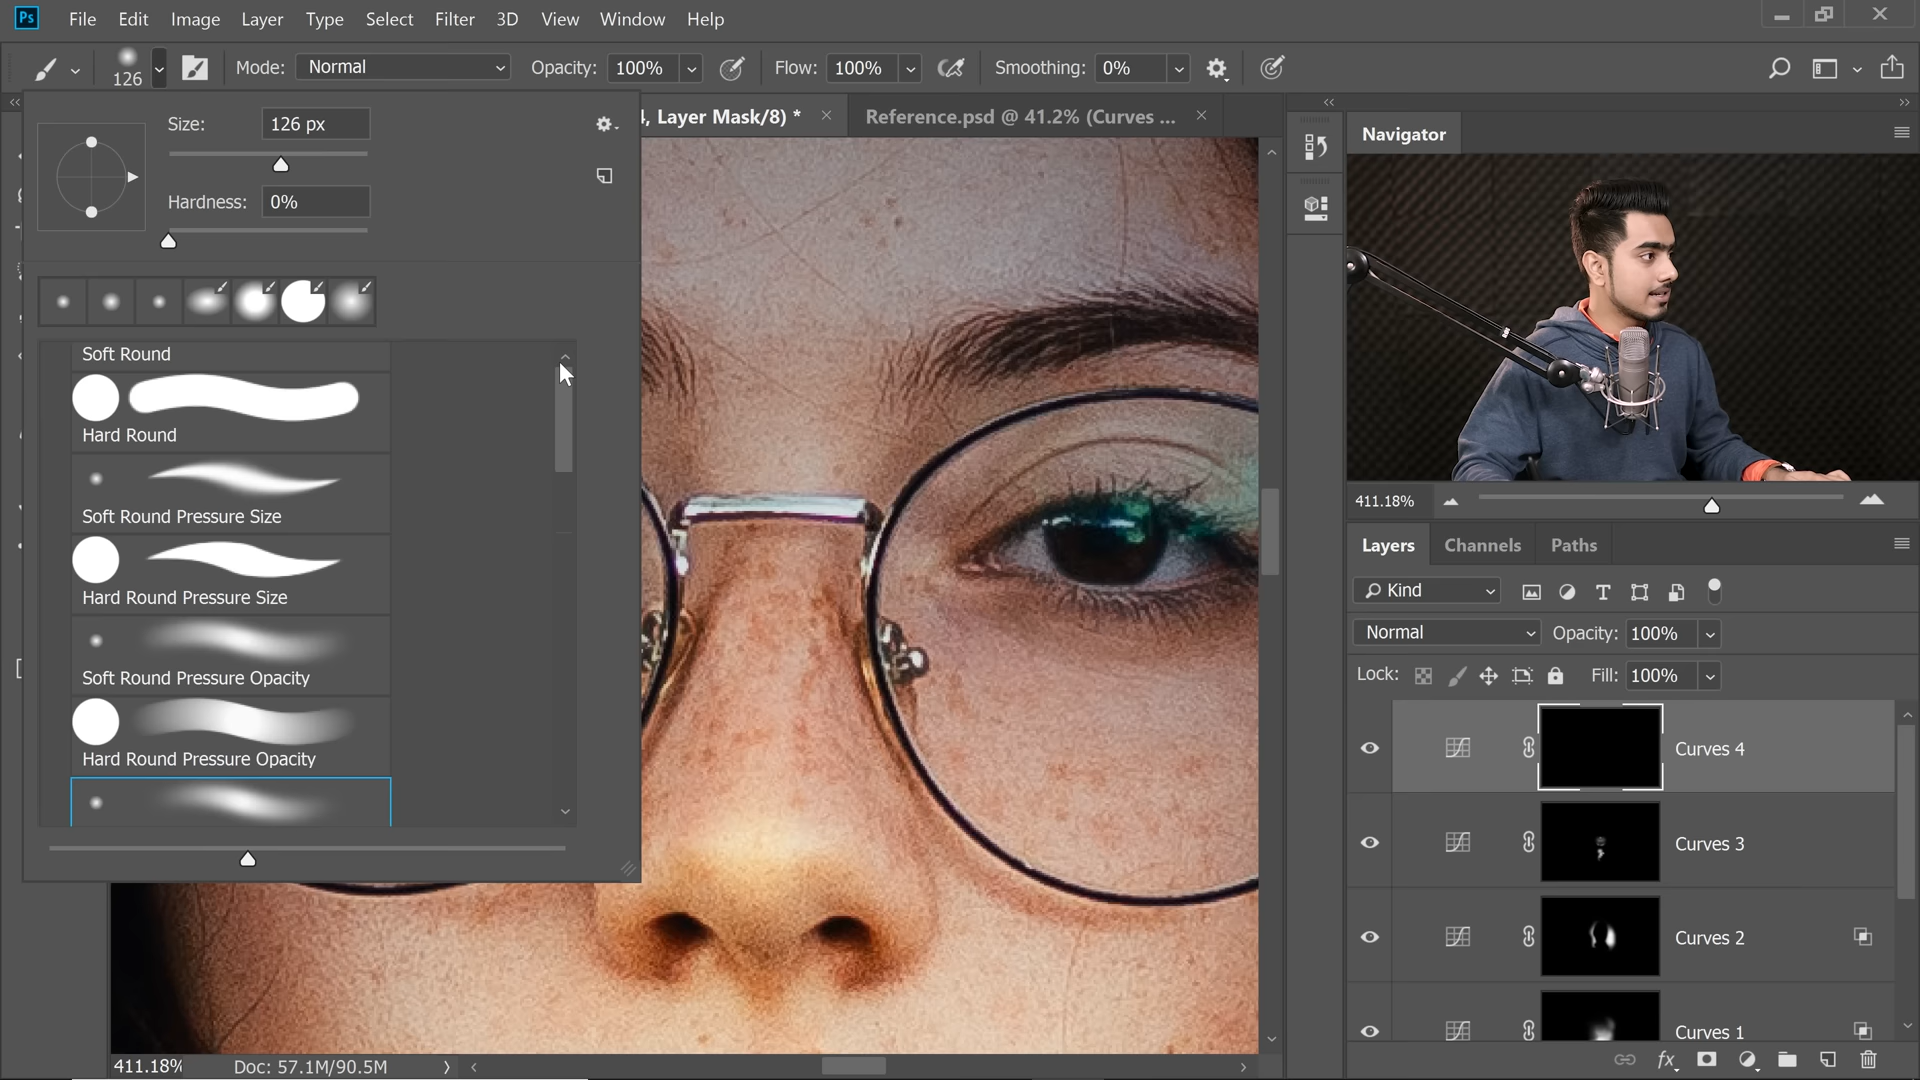 Ps File Edit Image Layer Type Select Filter 3D View Window Help
126 Mode: Normal Opacity: 100% Flow: 100% Smoothing: 0%
Size: 126 px
Hardness: 0%
Soft Round
Hard Round
Soft Round Pressure Size
Hard Round Pressure Size
Soft Round Pressure Opacity
Hard Round Pressure Opacity
, Layer Mask/8) * Reference.psd @ 41.2% (Curves ...
411.18% Doc: 57.1M/90.5M
Navigator
411.18%
Layers Channels Paths
Kind
Normal Opacity: 100%
Lock: Fill: 100%
Curves 4
Curves 3
Curves 2
Curves 1
fx